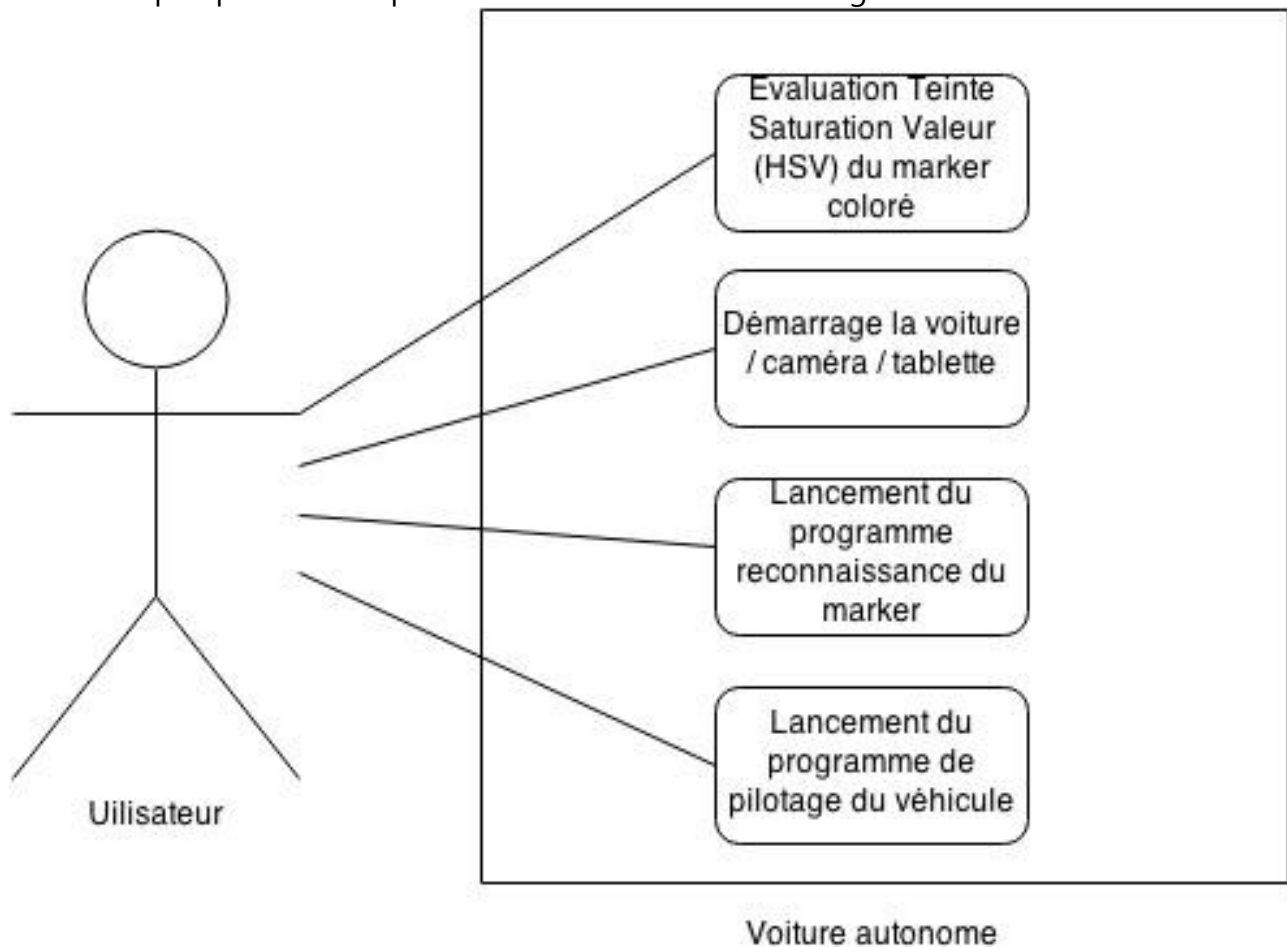 Evaluation Teinte
Saturation Valeur
(HSV) du marker
coloré
Démarrage la voiture
/ caméra / tablette
Lancement du
programme
reconnaissance du
marker
Lancement du
programme de
pilotage du véhicule
Uilisateur
Voiture autonome